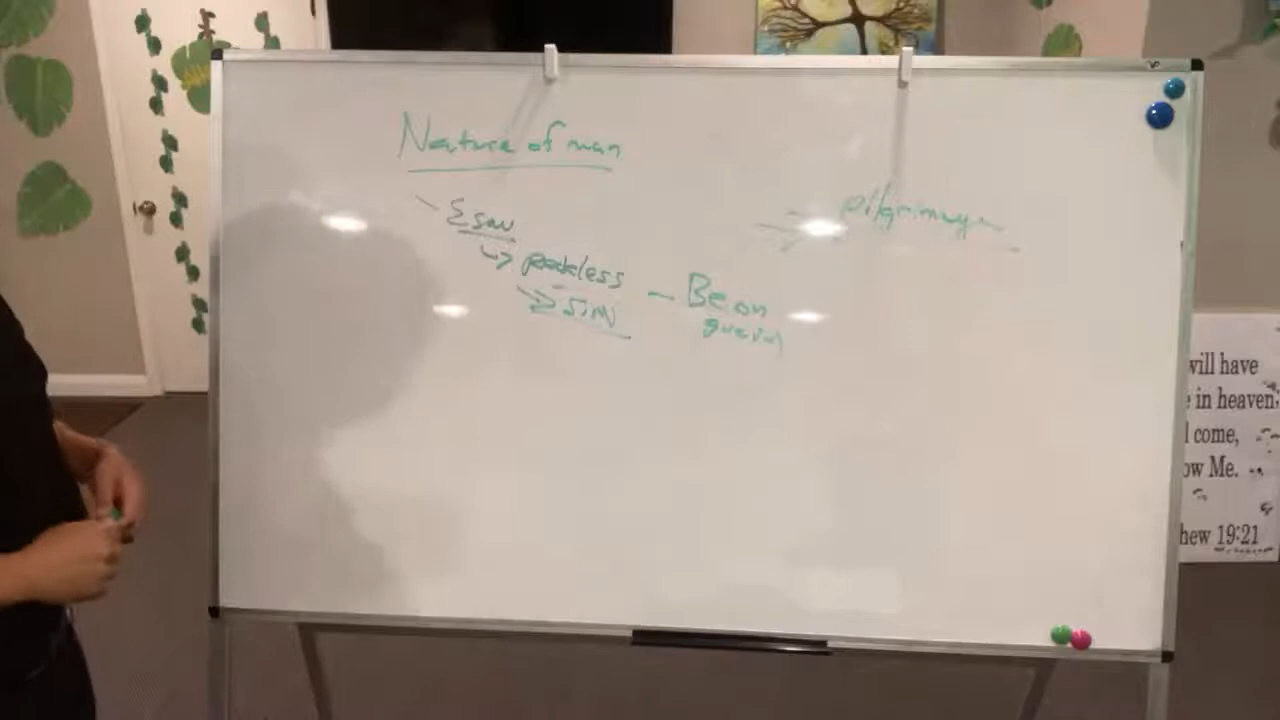 Nature of man
Esau
reckless
SIN
- Be on
guard
pilgrimage
will have
e in heaven;
l come,
ow Me.
hew 19:21